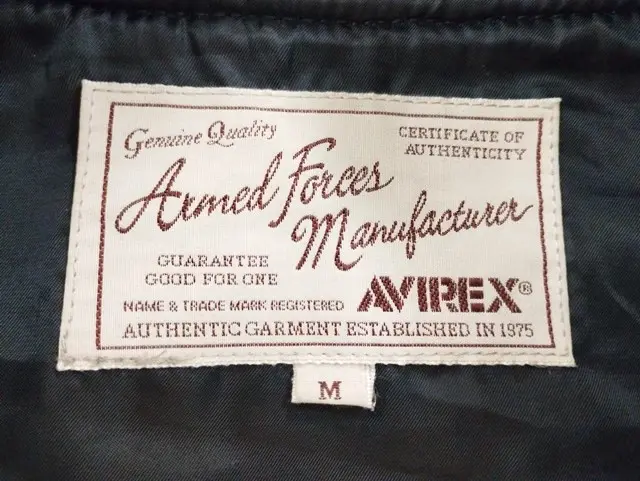 Genuine Quality
CERTIFICATE OF
AUTHENTICITY
Armed Forces
Manufacturer
GUARANTEE
GOOD FOR ONE
NAME & TRADE MARK REGISTERED
AVIREX®
AUTHENTIC GARMENT ESTABLISHED IN 1975
M